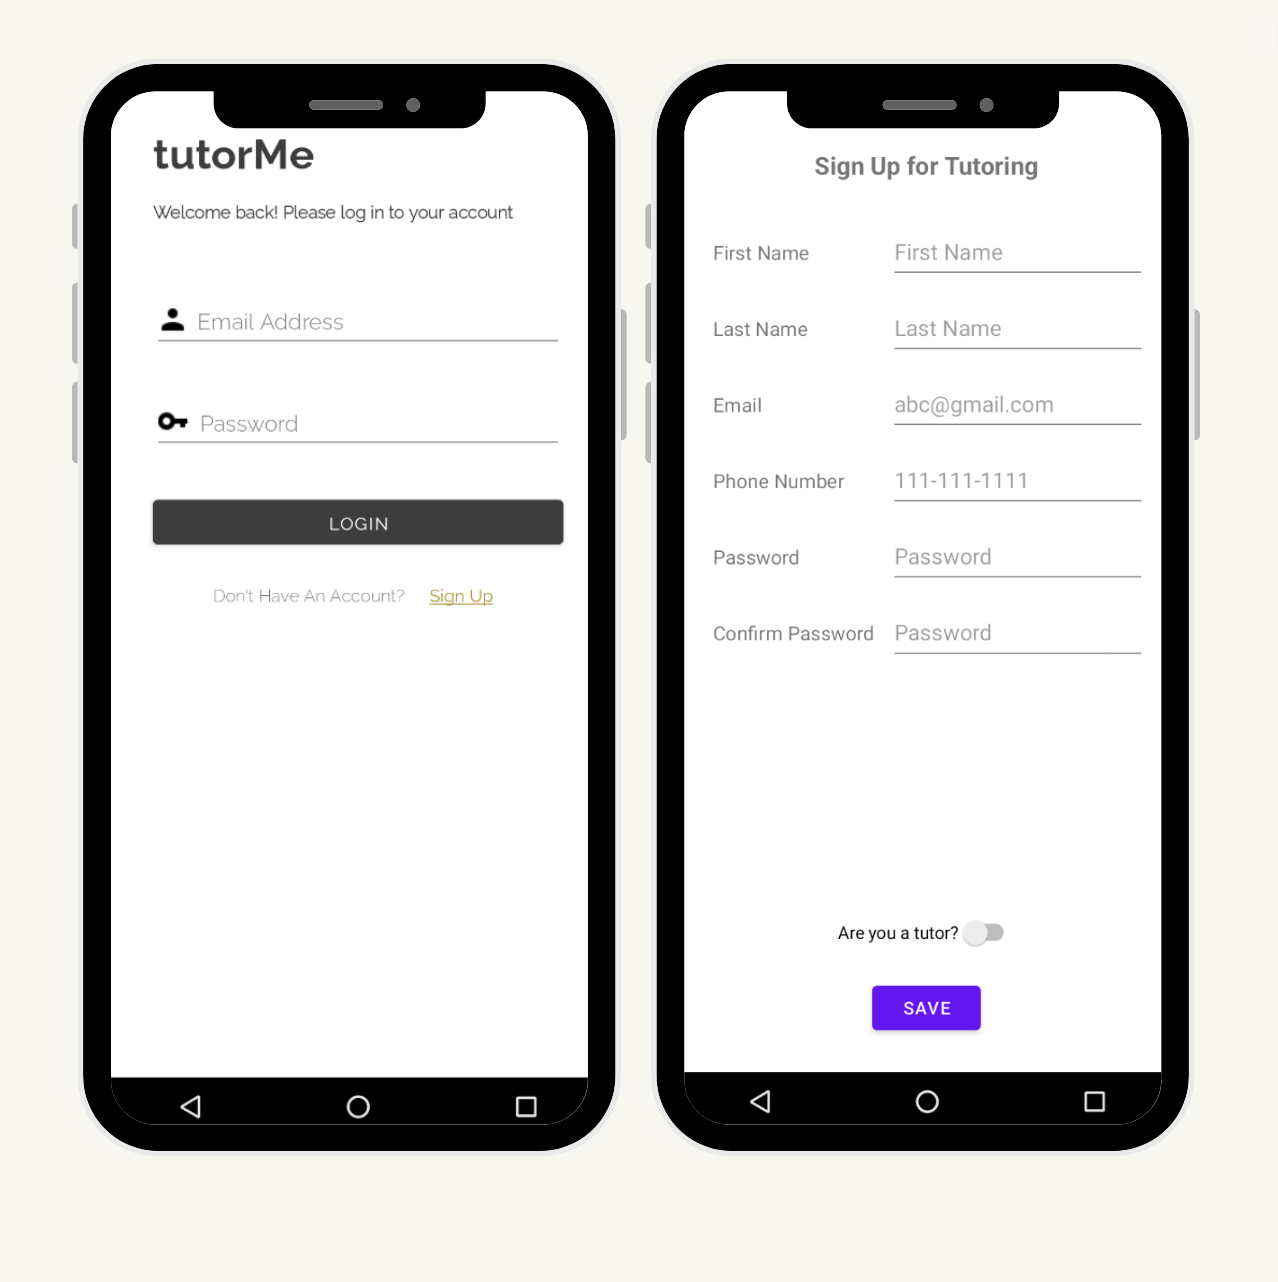 tutorMe
Welcome back! Please log in to your account
Email Address
Password
LOGIN
Don't Have An Account? Sign Up
Sign Up for Tutoring
First Name First Name
Last Name Last Name
Email abc@gmail.com
Phone Number 111-111-1111
Password Password
Confirm Password Password
Are you a tutor?
SAVE